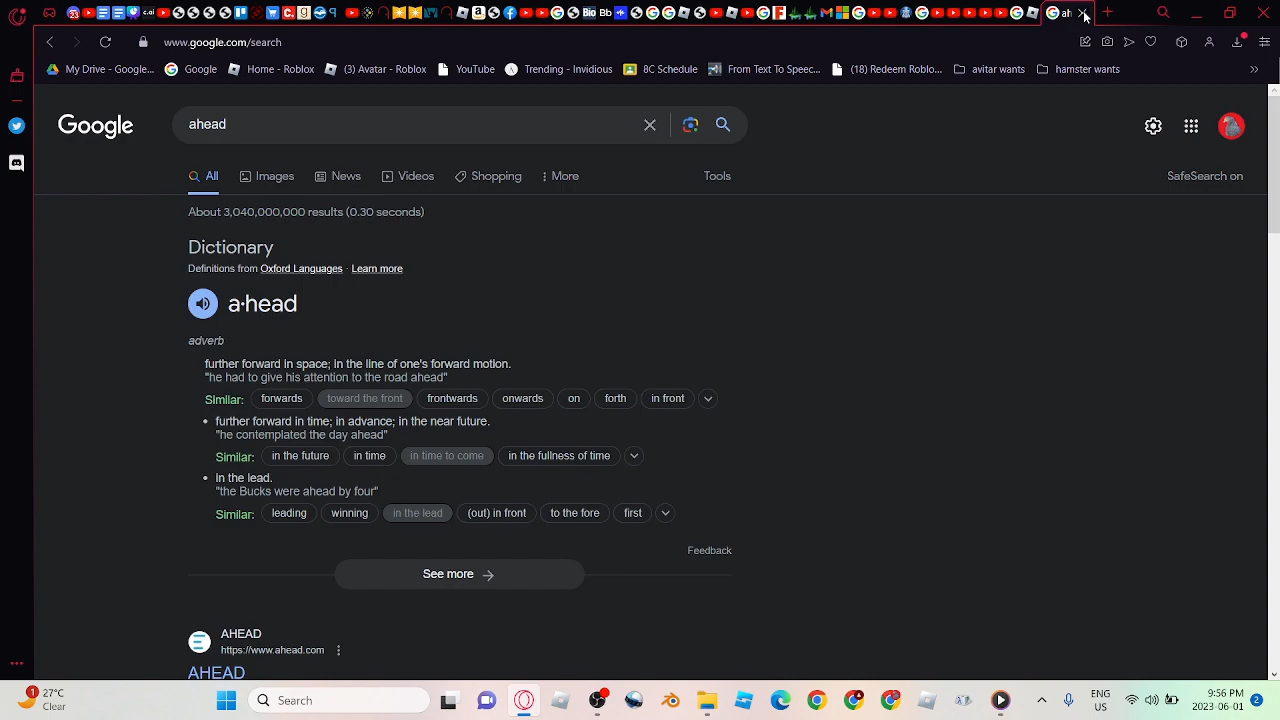 23
c.ai
Bio
Bb
ah
www.google.com/search
My Drive - Google...
Google
Home - Roblox
(3) Avatar - Roblox
YouTube
Trending - Invidious
8C Schedule
From Text To Speec...
(18) Redeem Roblo...
avitar wants
hamster wants
Google
ahead
All
Images
News
Videos
Shopping
More
Tools
SafeSearch on
About 3,040,000,000 results (0.30 seconds)
Dictionary
Definitions from Oxford Languages · Learn more
a·head
adverb
further forward in space; in the line of one's forward motion.
"he had to give his attention to the road ahead"
Similar: forwards toward the front frontwards onwards on forth in front
• further forward in time; in advance; in the near future.
"he contemplated the day ahead"
Similar: in the future in time in time to come in the fullness of time
• in the lead.
"the Bucks were ahead by four"
Similar: leading winning in the lead (out) in front to the fore first
Feedback
See more
AHEAD
https://www.ahead.com
AHEAD
1
27°C
Clear
Search
ENG
US
9:56 PM
2023-06-01
2